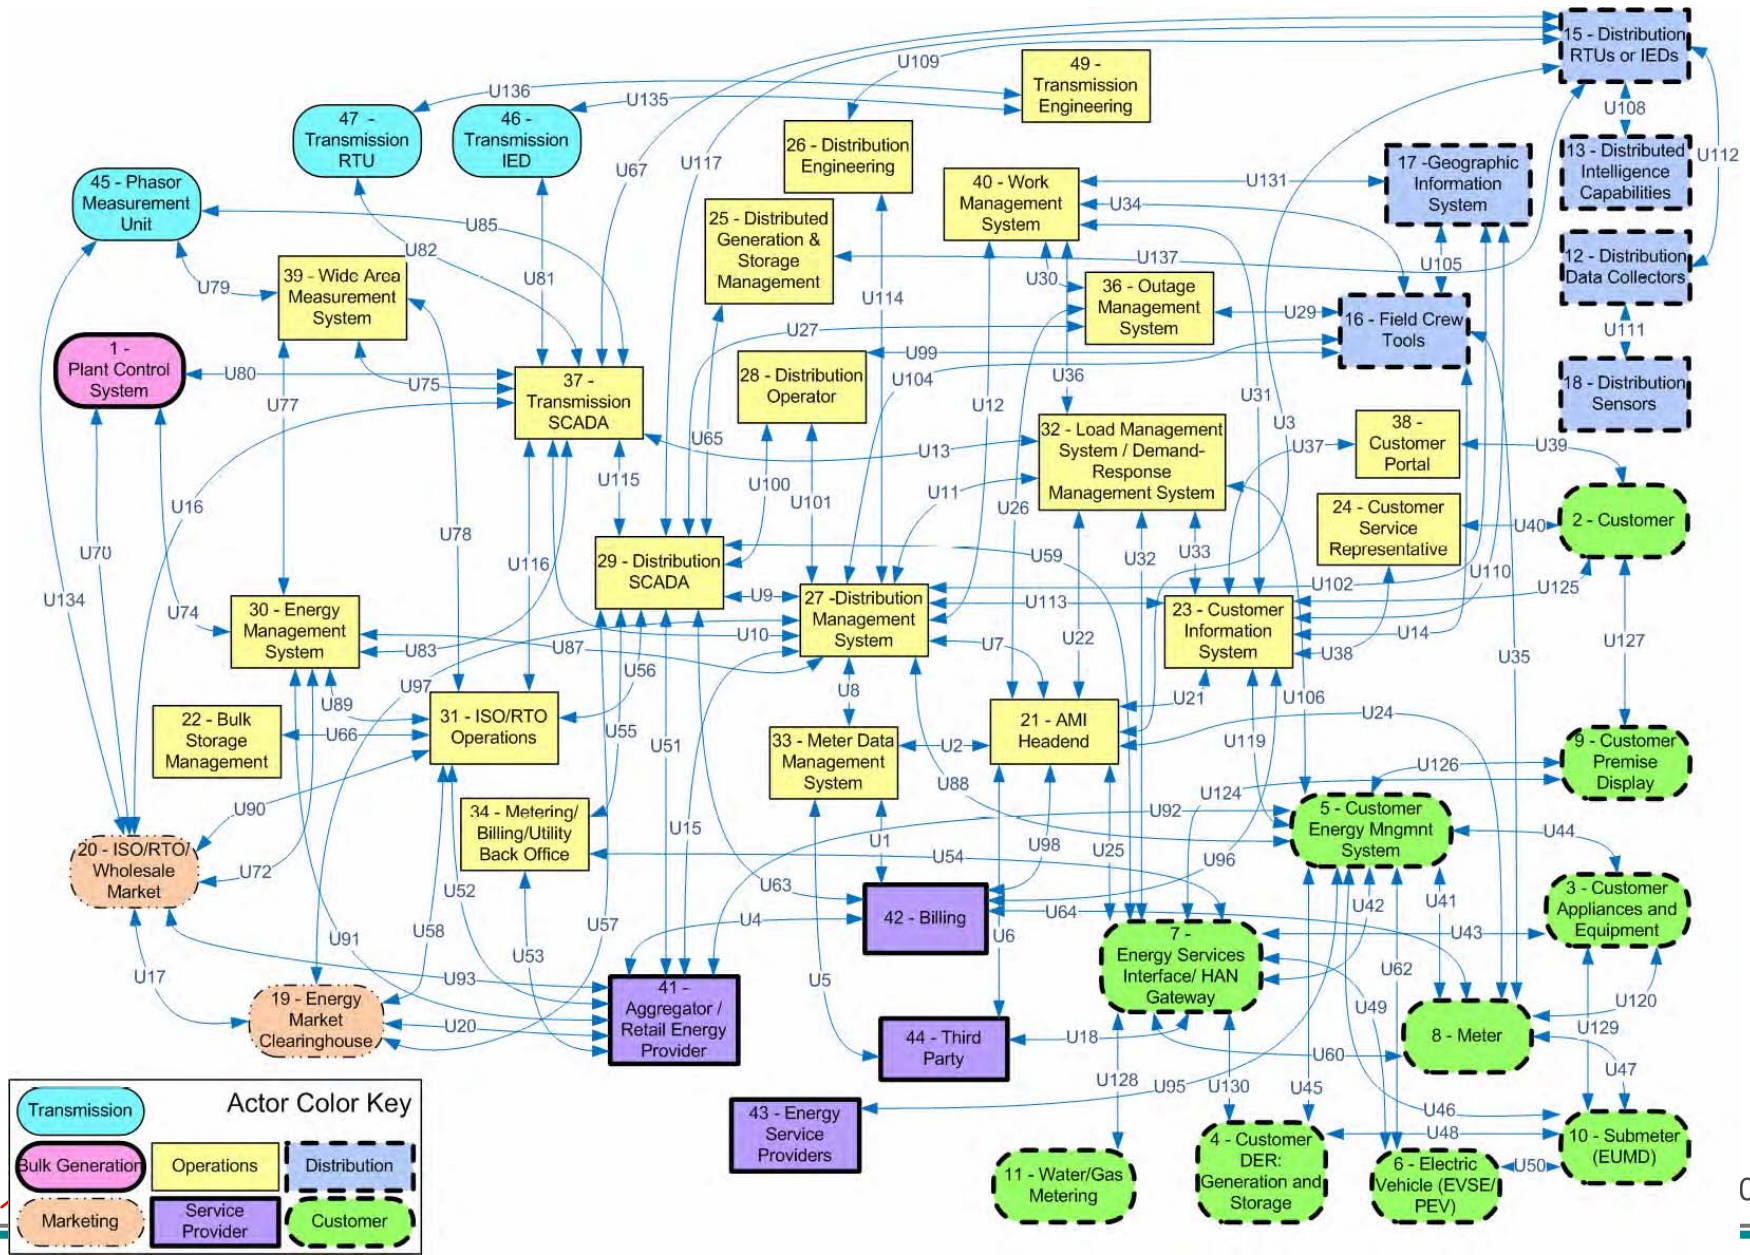 15 - Distribution
RTUs or IEDs
U109
49 -
Transmission
Engineering
U136
U135
U108
47 -
Transmission
RTU
46 -
Transmission
IED
26 - Distribution
Engineering
13 - Distributed
Intelligence
Capabilities
U112
17 -Geographic
Information
System
U67
U117
45 - Phasor
Measurement
Unit
40 - Work
Management
System
U131
U34
25 - Distributed
Generation &
Storage
Management
U85
U82
U137
12 - Distribution
Data Collectors
39 - Wide Area
Measurement
System
U81
U79
U114
U30
36 - Outage
Management
System
U105
U29
16 - Field Crew
Tools
U27
U111
1 -
Plant Control
System
U80
U75
U77
37 -
Transmission
SCADA
28 - Distribution
Operator
U99
U104
U36
U31
U12
18 - Distribution
Sensors
32 - Load Management
System / Demand-
Response
Management System
U3
U37
38 -
Customer
Portal
U39
U65
U13
U115
U100
U101
U11
U26
U16
U78
U70
U116
24 - Customer
Service
Representative
U40
2 - Customer
U59
U32
U33
29 - Distribution
SCADA
U110
U102
U125
U134
U74
30 - Energy
Management
System
U83
U87
U10
U9
27 -Distribution
Management
System
U113
23 - Customer
Information
System
U14
U38
U22
U7
U127
U35
U56
U97
U89
U8
U21
U106
22 - Bulk
Storage
Management
U66
31 - ISO/RTO
Operations
U55
U51
33 - Meter Data
Management
System
U2
21 - AMI
Headend
U24
U119
9 - Customer
Premise
Display
U126
U124
U88
U90
34 - Metering/
Billing/Utility
Back Office
U15
U92
5 - Customer
Energy Mngmnt
System
U44
U1
U98
U25
U54
U96
20 - ISO/RTO/
Wholesale
Market
U72
U52
U63
3 - Customer
Appliances and
Equipment
U42
U41
U4
42 - Billing
U64
U57
U58
U91
U53
U6
U43
7 -
Energy Services
Interface/ HAN
Gateway
U62
U17
U93
U5
U49
U120
U129
19 - Energy
Market
Clearinghouse
U20
41 -
Aggregator /
Retail Energy
Provider
44 - Third
Party
U18
U60
8 - Meter
U47
U128
U95
U130
U45
U46
43 - Energy
Service
Providers
U48
10 - Submeter
(EUMD)
U50
11 - Water/Gas
Metering
4 - Customer
DER:
Generation and
Storage
6 - Electric
Vehicle (EVSE/
PEV)
Actor Color Key
Transmission
Bulk Generation
Operations
Distribution
Marketing
Service
Provider
Customer